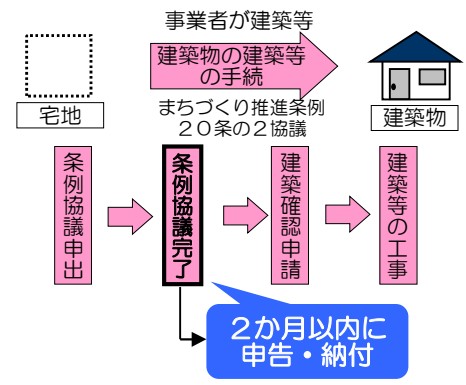 事業者が建築等
建築物の建築等
の手続
宅地
まちづくり推進条例
２０条の２協議
建築物
条例協議申出
条例協議完了
建築確認申請
建築等の工事
２か月以内に
申告・納付